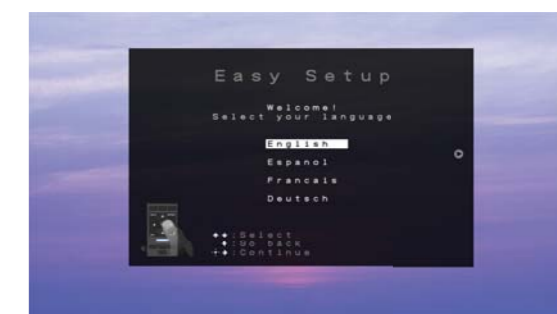 Easy Setup
Welcome!
Select your language
English
Espanol
Francais
Deutsch
:Select
:Go back
:Continue